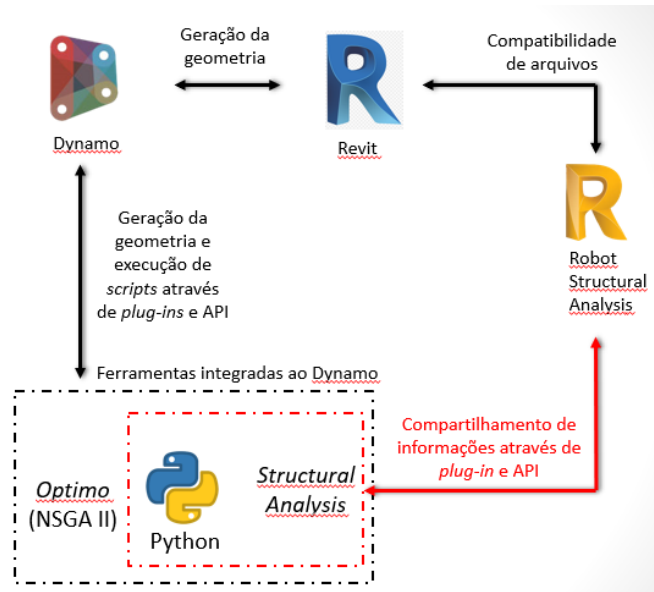 Geração da
geometria
Compatibilidade
de arquivos
Dynamo
Revit
Geração da
geometria e
execução de
scripts através
de plug-ins e API
Robot
Structural
Analysis
Ferramentas integradas ao Dynamo
Compartilhamento de
informações através de
plug-in e API
Optimo
(NSGA II)
Python
Structural
Analysis